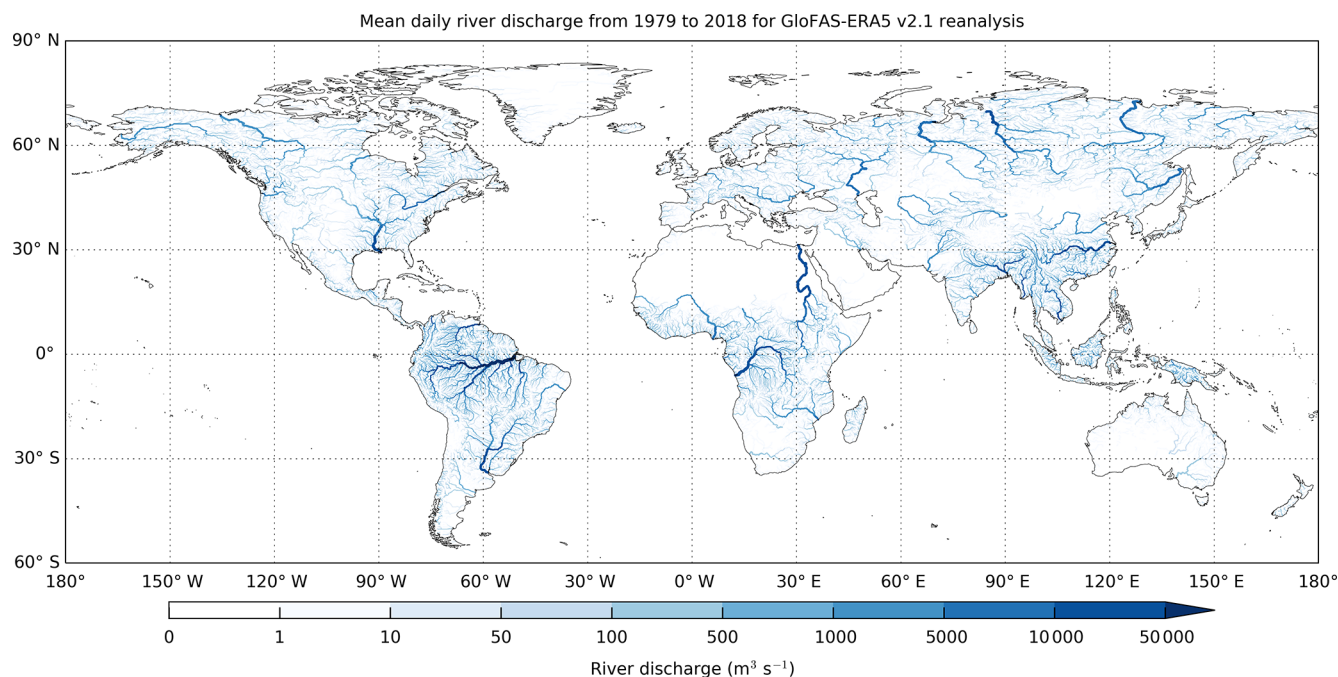 Mean daily river discharge from 1979 to 2018 for GloFAS-ERA5 v2.1 reanalysis
90° N
60° N
30° N
0°
30° S
60° S
180° 150° W 120° W 90° W 60° W 30° W 0° W 30° E 60° E 90° E 120° E 150° E 180°
0 1 10 50 100 500 1000 5000 10 000 50 000
River discharge (m³ s⁻¹)